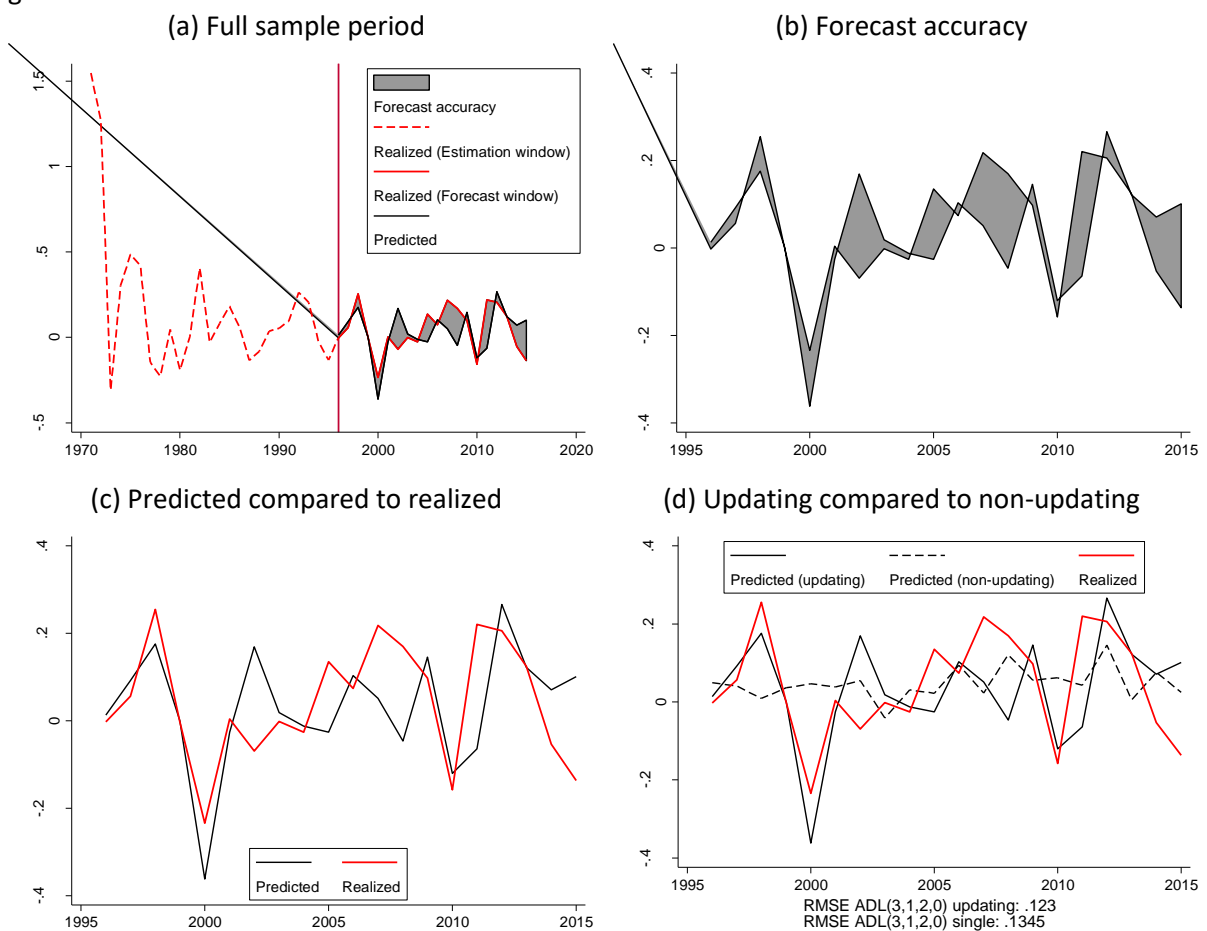 (a) Full sample period
1.5
1
.5
0
-.5
1970 1980 1990 2000 2010 2020
Forecast accuracy
Realized (Estimation window)
Realized (Forecast window)
Predicted
(b) Forecast accuracy
.4
.2
0
-.2
-.4
1995 2000 2005 2010 2015
(c) Predicted compared to realized
.4
.2
0
-.2
-.4
Predicted Realized
1995 2000 2005 2010 2015
(d) Updating compared to non-updating
.4
.2
0
-.2
-.4
Predicted (updating) Predicted (non-updating) Realized
1995 2000 2005 2010 2015
RMSE ADL(3,1,2,0) updating: .123
RMSE ADL(3,1,2,0) single: .1345